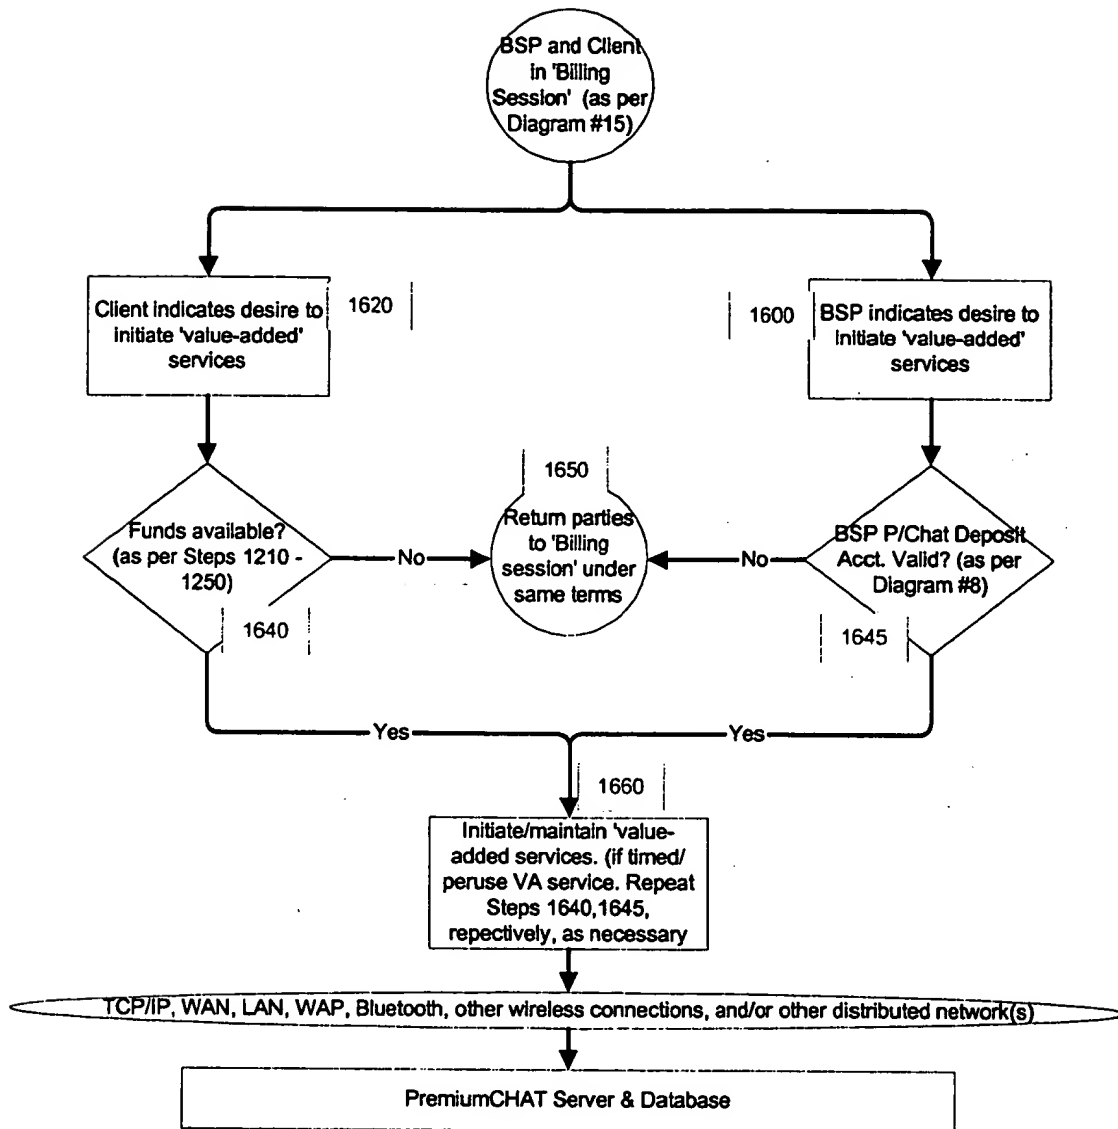 BSP and Client
in 'Billing
Session' (as per
Diagram #15)
Client indicates desire to
initiate 'value-added'
services
1620
1600
BSP indicates desire to
initiate 'value-added'
services
Funds available?
(as per Steps 1210 -
1250)
1640
No
1650
Return parties
to 'Billing
session' under
same terms
No
BSP P/Chat Deposit
Acct. Valid? (as per
Diagram #8)
1645
Yes
Yes
1660
Initiate/maintain 'value-
added services. (if timed/
peruse VA service. Repeat
Steps 1640,1645,
repectively, as necessary
TCP/IP, WAN, LAN, WAP, Bluetooth, other wireless connections, and/or other distributed network(s)
PremiumCHAT Server & Database